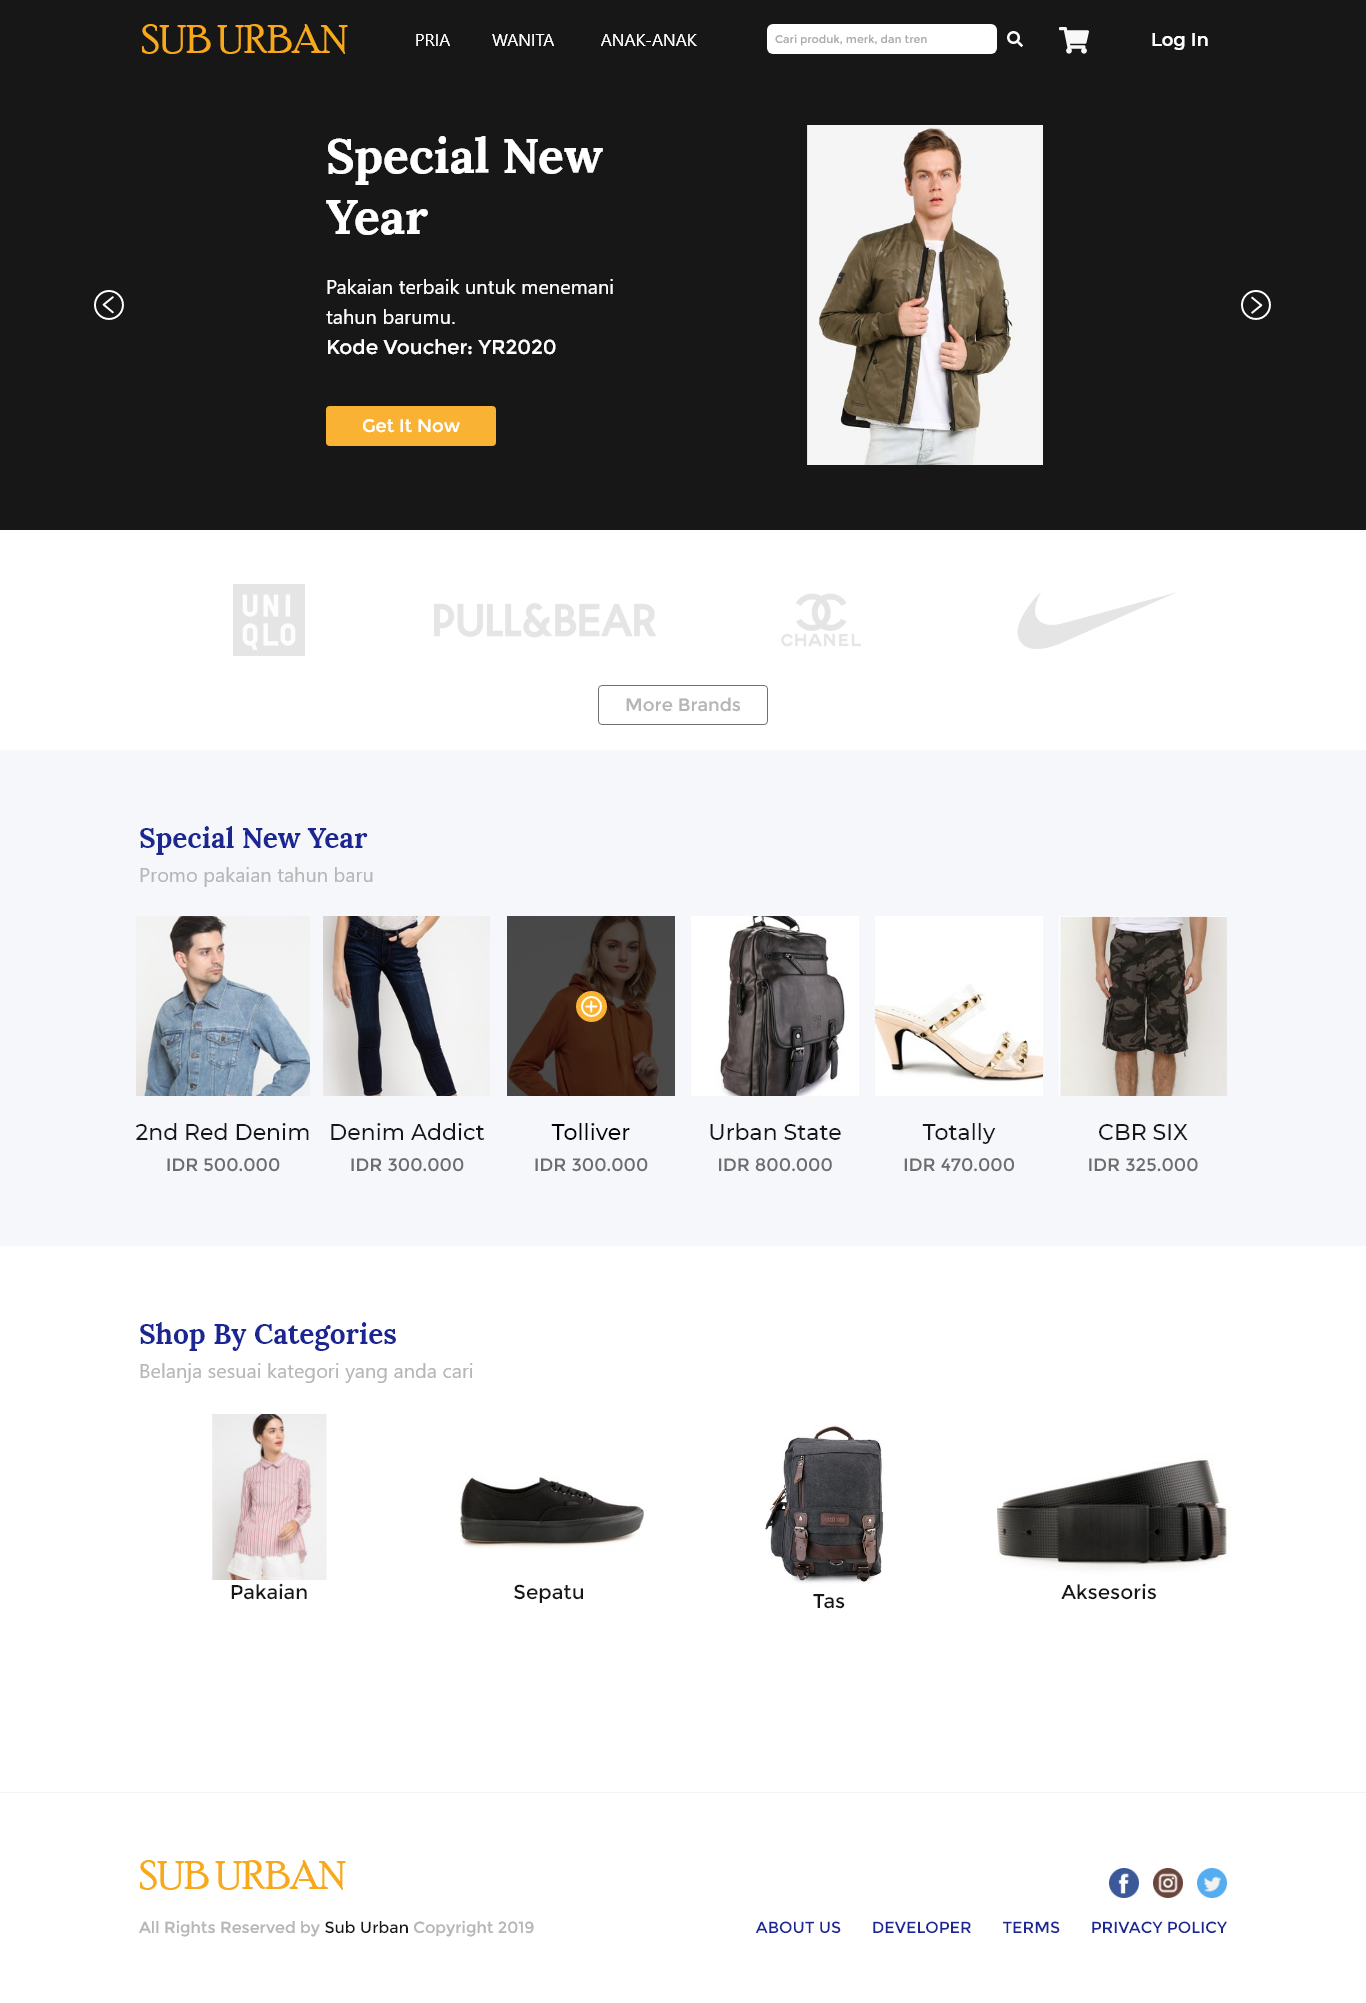 SUB URBAN
PRIA
WANITA
ANAK-ANAK
Cari produk, merk, dan tren
Log In
Special New
Year
Pakaian terbaik untuk menemani
tahun barumu.
Kode Voucher: YR2020
Get It Now
UNI
QLO
PULL&BEAR
CHANEL
More Brands
Special New Year
Promo pakaian tahun baru
2nd Red Denim
Denim Addict
Tolliver
Urban State
Totally
CBR SIX
IDR 500.000
IDR 300.000
IDR 300.000
IDR 800.000
IDR 470.000
IDR 325.000
Shop By Categories
Belanja sesuai kategori yang anda cari
Pakaian
Sepatu
Tas
Aksesoris
SUB URBAN
All Rights Reserved by Sub Urban Copyright 2019
ABOUT US
DEVELOPER
TERMS
PRIVACY POLICY